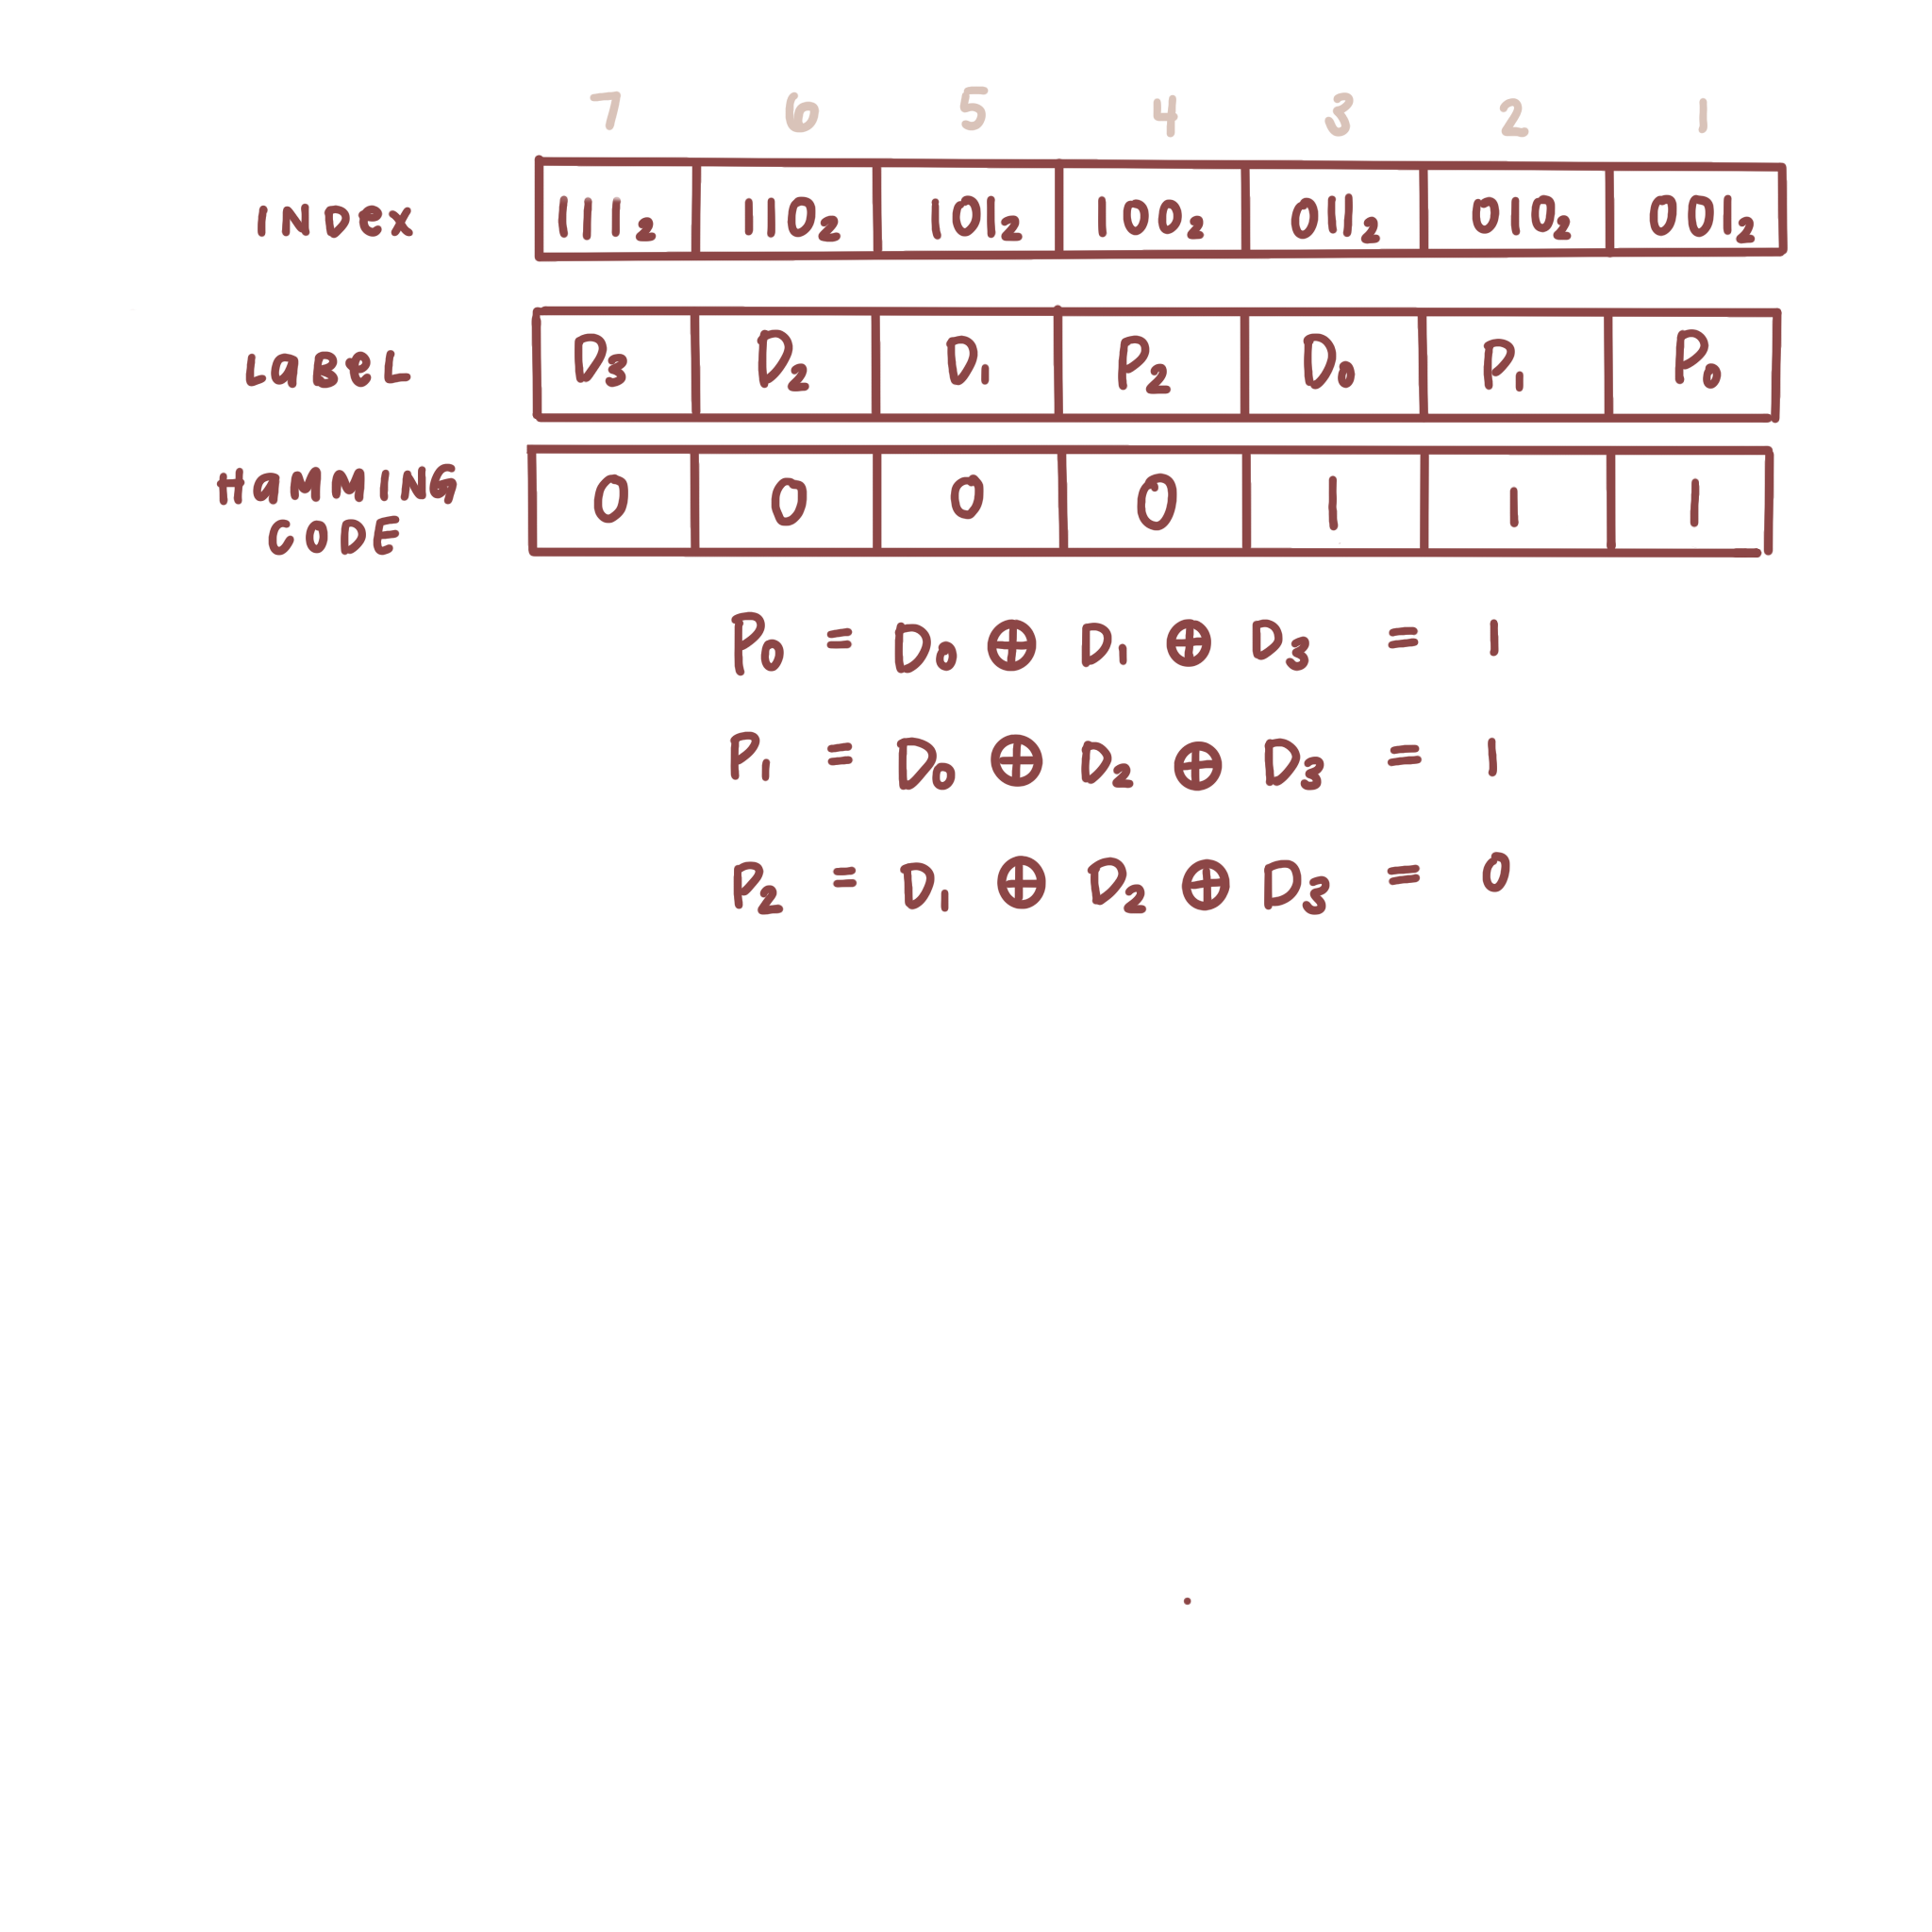 7 6 5 4 3 2 1
INDex 111₂ 110₂ 101₂ 100₂ 011₂ 010₂ 001₂
LaBeL D₃ D₂ D₁ P₂ D₀ P₁ P₀
HaMMING 0 0 0 0 1 1 1
CODE
P₀ = D₀ ⊕ D₁ ⊕ D₃ = 1
P₁ = D₀ ⊕ D₂ ⊕ D₃ = 1
P₂ = D₁ ⊕ D₂ ⊕ D₃ = 0